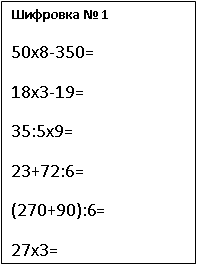 Шифровка № 1
50х8-350=
18х3-19=
35:5х9=
23+72:6=
(270+90):6=
27х3=